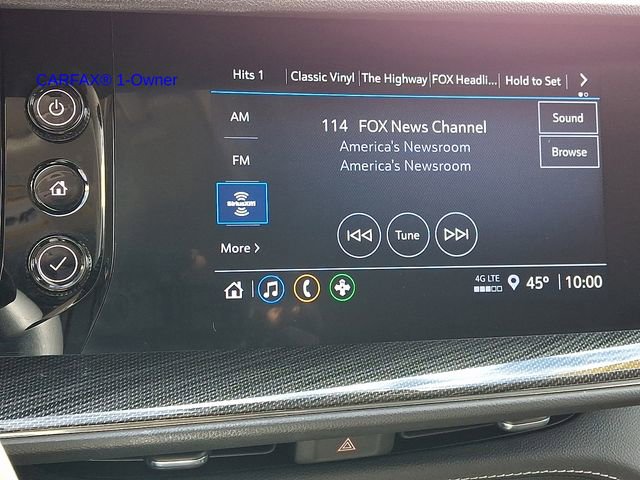 CARFAX® 1-Owner
Hits 1 Classic Vinyl The Highway FOX Headli... Hold to Set
AM
Sound
114 FOX News Channel
America's Newsroom
Browse
FM
America's Newsroom
SiriusXM
Tune
More
4G LTE
45° 10:00